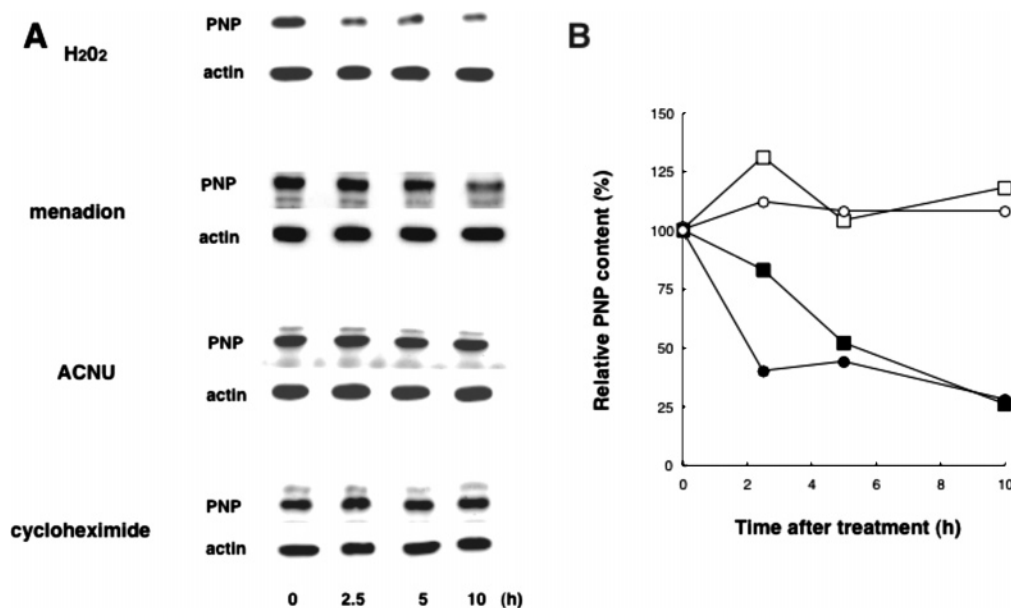 A
H2O2
PNP
actin
menadion
PNP
actin
ACNU
PNP
actin
cycloheximide
PNP
actin
0 2.5 5 10 (h)
B
Relative PNP content (%)
150
125
100
75
50
25
0
0 2 4 6 8 10
Time after treatment (h)